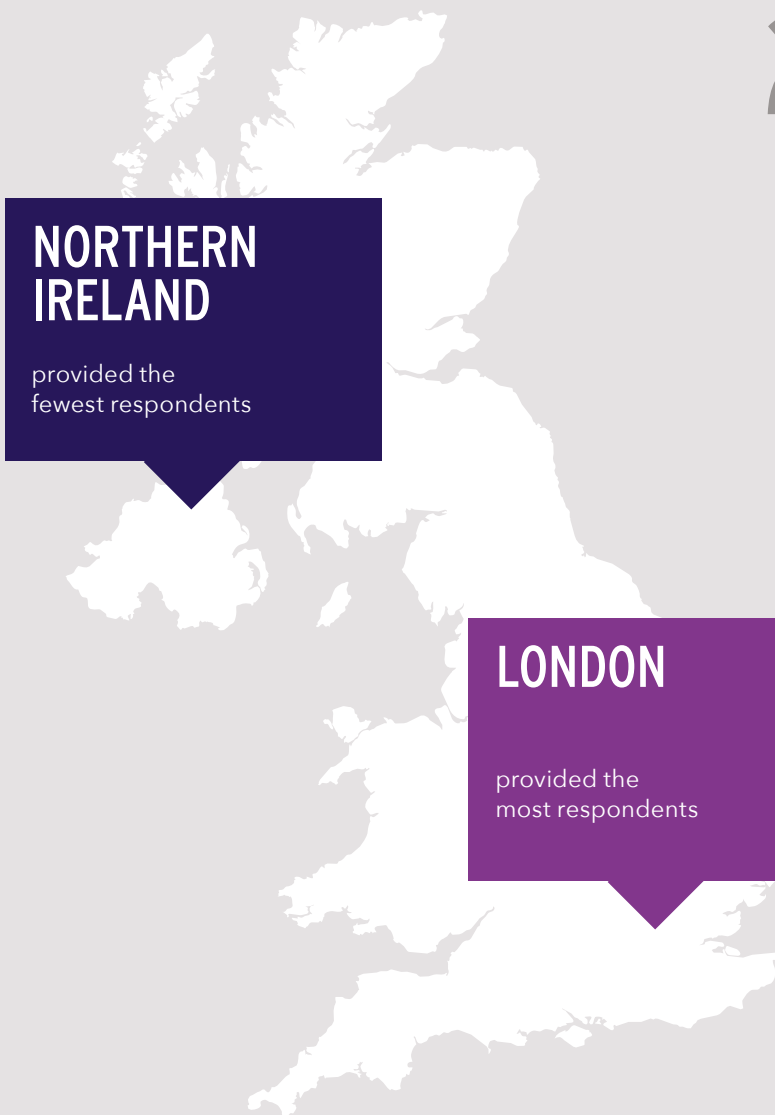 NORTHERN
IRELAND
provided the
fewest respondents
LONDON
provided the
most respondents